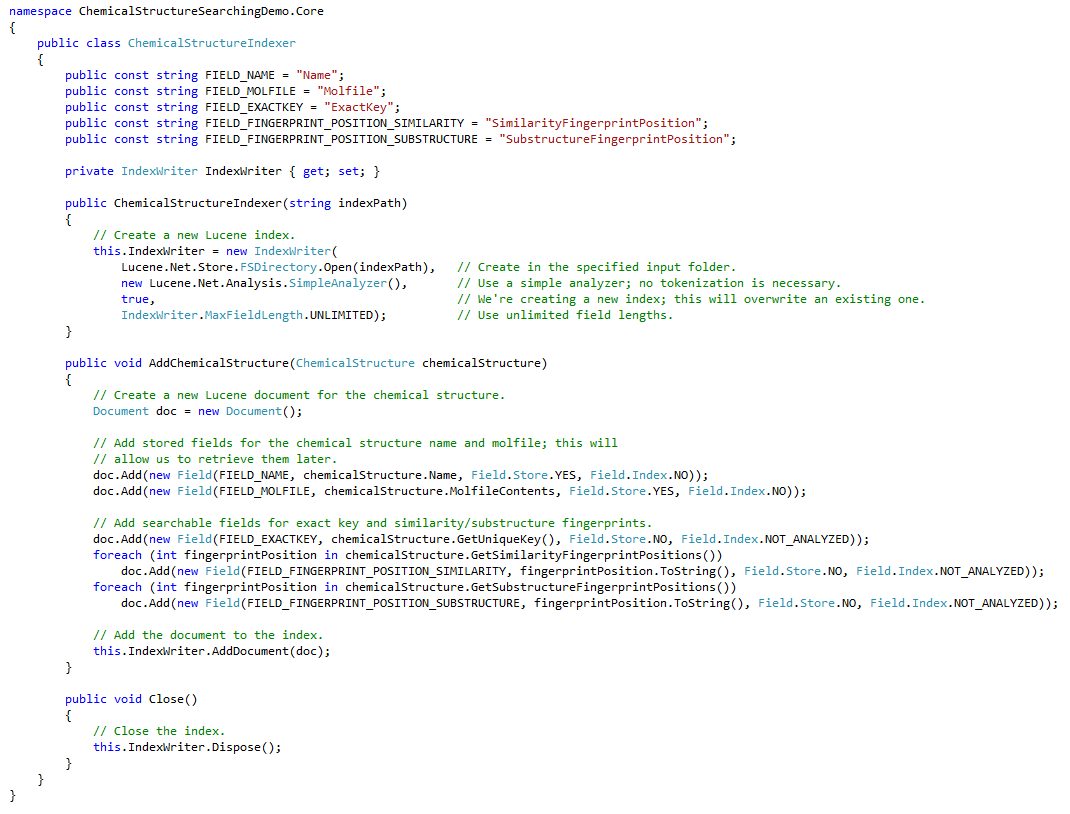 namespace ChemicalStructureSearchingDemo.Core
{
    public class ChemicalStructureIndexer
    {
        public const string FIELD_NAME = "Name";
        public const string FIELD_MOLFILE = "Molfile";
        public const string FIELD_EXACTKEY = "ExactKey";
        public const string FIELD_FINGERPRINT_POSITION_SIMILARITY = "SimilarityFingerprintPosition";
        public const string FIELD_FINGERPRINT_POSITION_SUBSTRUCTURE = "SubstructureFingerprintPosition";

        private IndexWriter IndexWriter { get; set; }

        public ChemicalStructureIndexer(string indexPath)
        {
            // Create a new Lucene index.
            this.IndexWriter = new IndexWriter(
                Lucene.Net.Store.FSDirectory.Open(indexPath),   // Create in the specified input folder.
                new Lucene.Net.Analysis.SimpleAnalyzer(),       // Use a simple analyzer; no tokenization is necessary.
                true,                                           // We're creating a new index; this will overwrite an existing one.
                IndexWriter.MaxFieldLength.UNLIMITED);          // Use unlimited field lengths.
        }

        public void AddChemicalStructure(ChemicalStructure chemicalStructure)
        {
            // Create a new Lucene document for the chemical structure.
            Document doc = new Document();

            // Add stored fields for the chemical structure name and molfile; this will
            // allow us to retrieve them later.
            doc.Add(new Field(FIELD_NAME, chemicalStructure.Name, Field.Store.YES, Field.Index.NO));
            doc.Add(new Field(FIELD_MOLFILE, chemicalStructure.MolfileContents, Field.Store.YES, Field.Index.NO));

            // Add searchable fields for exact key and similarity/substructure fingerprints.
            doc.Add(new Field(FIELD_EXACTKEY, chemicalStructure.GetUniqueKey(), Field.Store.NO, Field.Index.NOT_ANALYZED));
            foreach (int fingerprintPosition in chemicalStructure.GetSimilarityFingerprintPositions())
                doc.Add(new Field(FIELD_FINGERPRINT_POSITION_SIMILARITY, fingerprintPosition.ToString(), Field.Store.NO, Field.Index.NOT_ANALYZED));
            foreach (int fingerprintPosition in chemicalStructure.GetSubstructureFingerprintPositions())
                doc.Add(new Field(FIELD_FINGERPRINT_POSITION_SUBSTRUCTURE, fingerprintPosition.ToString(), Field.Store.NO, Field.Index.NOT_ANALYZED));

            // Add the document to the index.
            this.IndexWriter.AddDocument(doc);
        }

        public void Close()
        {
            // Close the index.
            this.IndexWriter.Dispose();
        }
    }
}